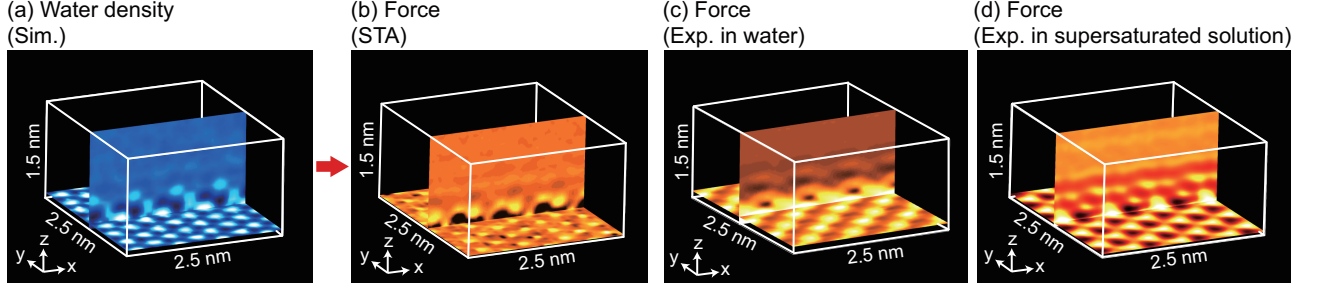 (a) Water density
(Sim.)
1.5 nm
2.5 nm
2.5 nm
z
y
x
(b) Force
(STA)
1.5 nm
2.5 nm
2.5 nm
z
y
x
(c) Force
(Exp. in water)
1.5 nm
2.5 nm
2.5 nm
z
y
x
(d) Force
(Exp. in supersaturated solution)
1.5 nm
2.5 nm
2.5 nm
z
y
x